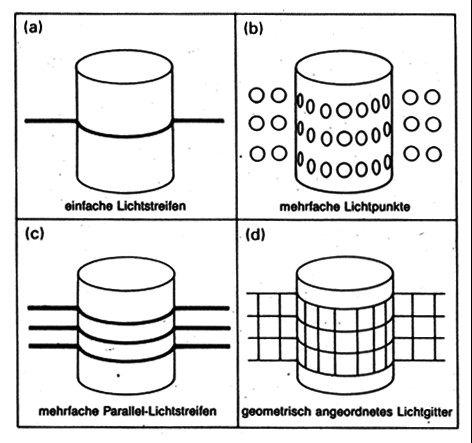 (a)
(b)
einfache Lichtstreifen
mehrfache Lichtpunkte
(c)
(d)
mehrfache Parallel-Lichtstreifen
geometrisch angeordnetes Lichtgitter